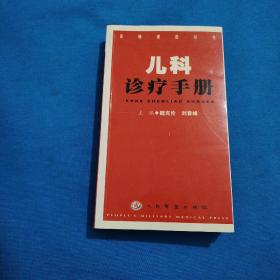 儿科
诊疗手册
ERKE ZHENLIAO SHOUCE
主编 魏克伦 刘春峰
人民军医出版社
PEOPLE'S MILITARY MEDICAL PRESS